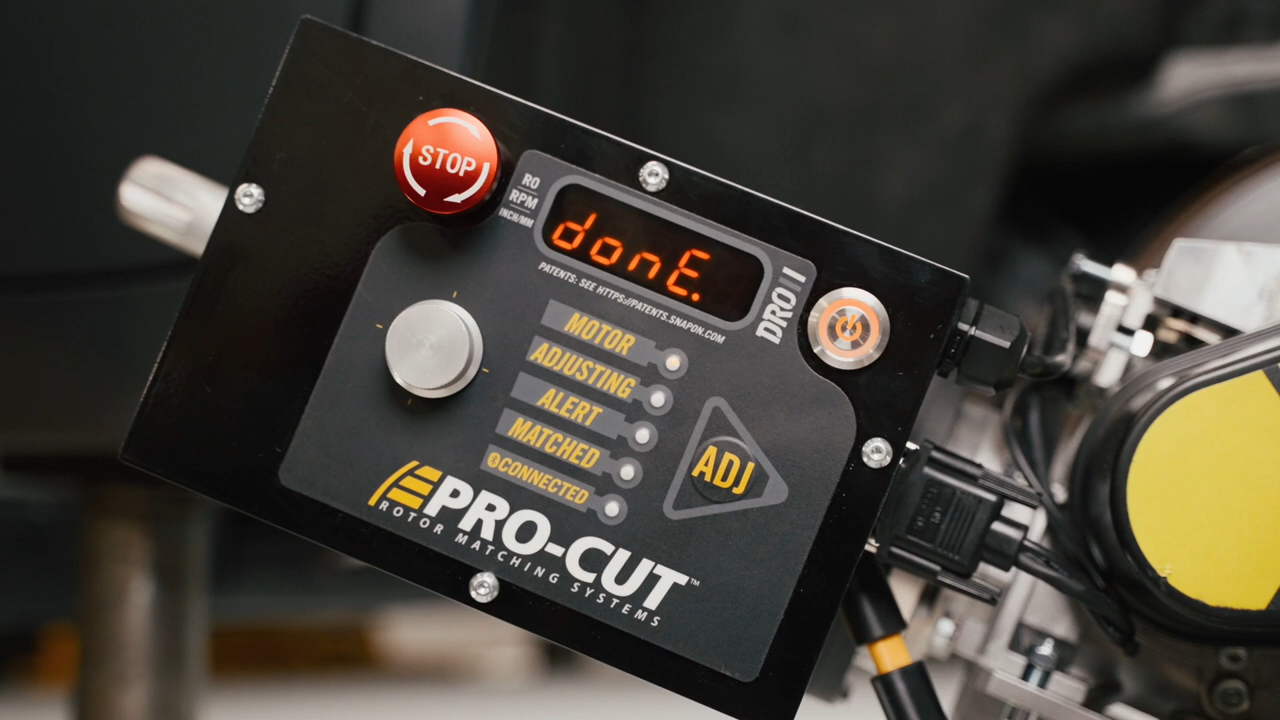 STOP
RO
RPM
INCH/MM
donE.
DROII
PATENTS: SEE HTTPS://PATENTS.SNAPON.COM
MOTOR
ADJUSTING
ALERT
MATCHED
CONNECTED
ADJ
PRO-CUT™
ROTOR MATCHING SYSTEMS